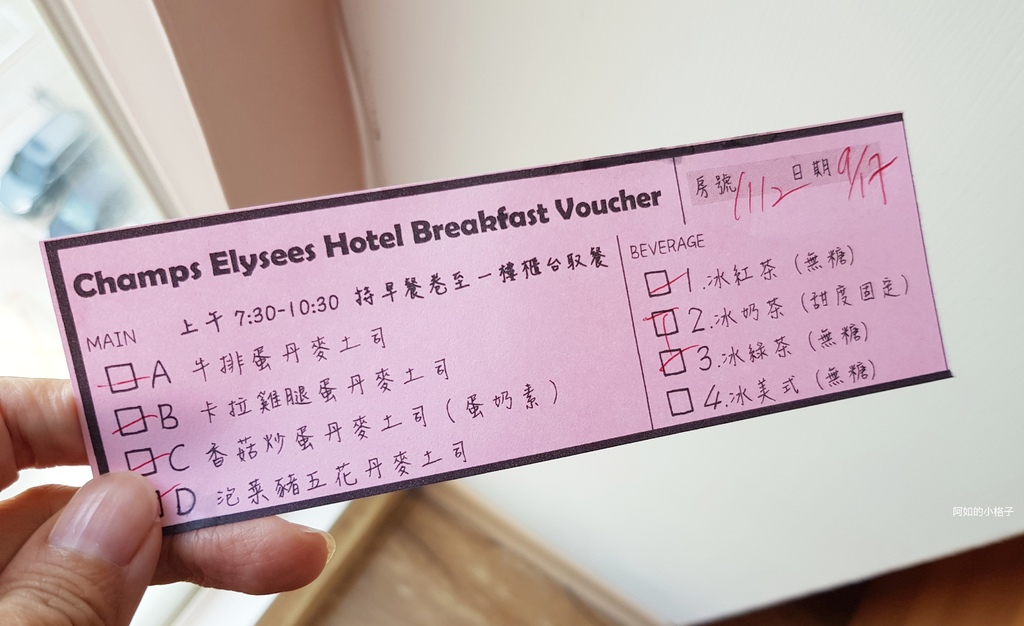 Champs Elysees Hotel Breakfast Voucher
房號 1112 日期 9/17
上午 7:30-10:30 持早餐卷至一樓櫃台取餐
MAIN
A 牛排蛋丹麥土司
B 卡拉雞腿蛋丹麥土司
C 香菇炒蛋丹麥土司（蛋奶素）
D 泡菜豬五花丹麥土司
BEVERAGE
1.冰紅茶（無糖）
2.冰奶茶（甜度固定）
3.冰綠茶（無糖）
4.冰美式（無糖）
阿如的小格子